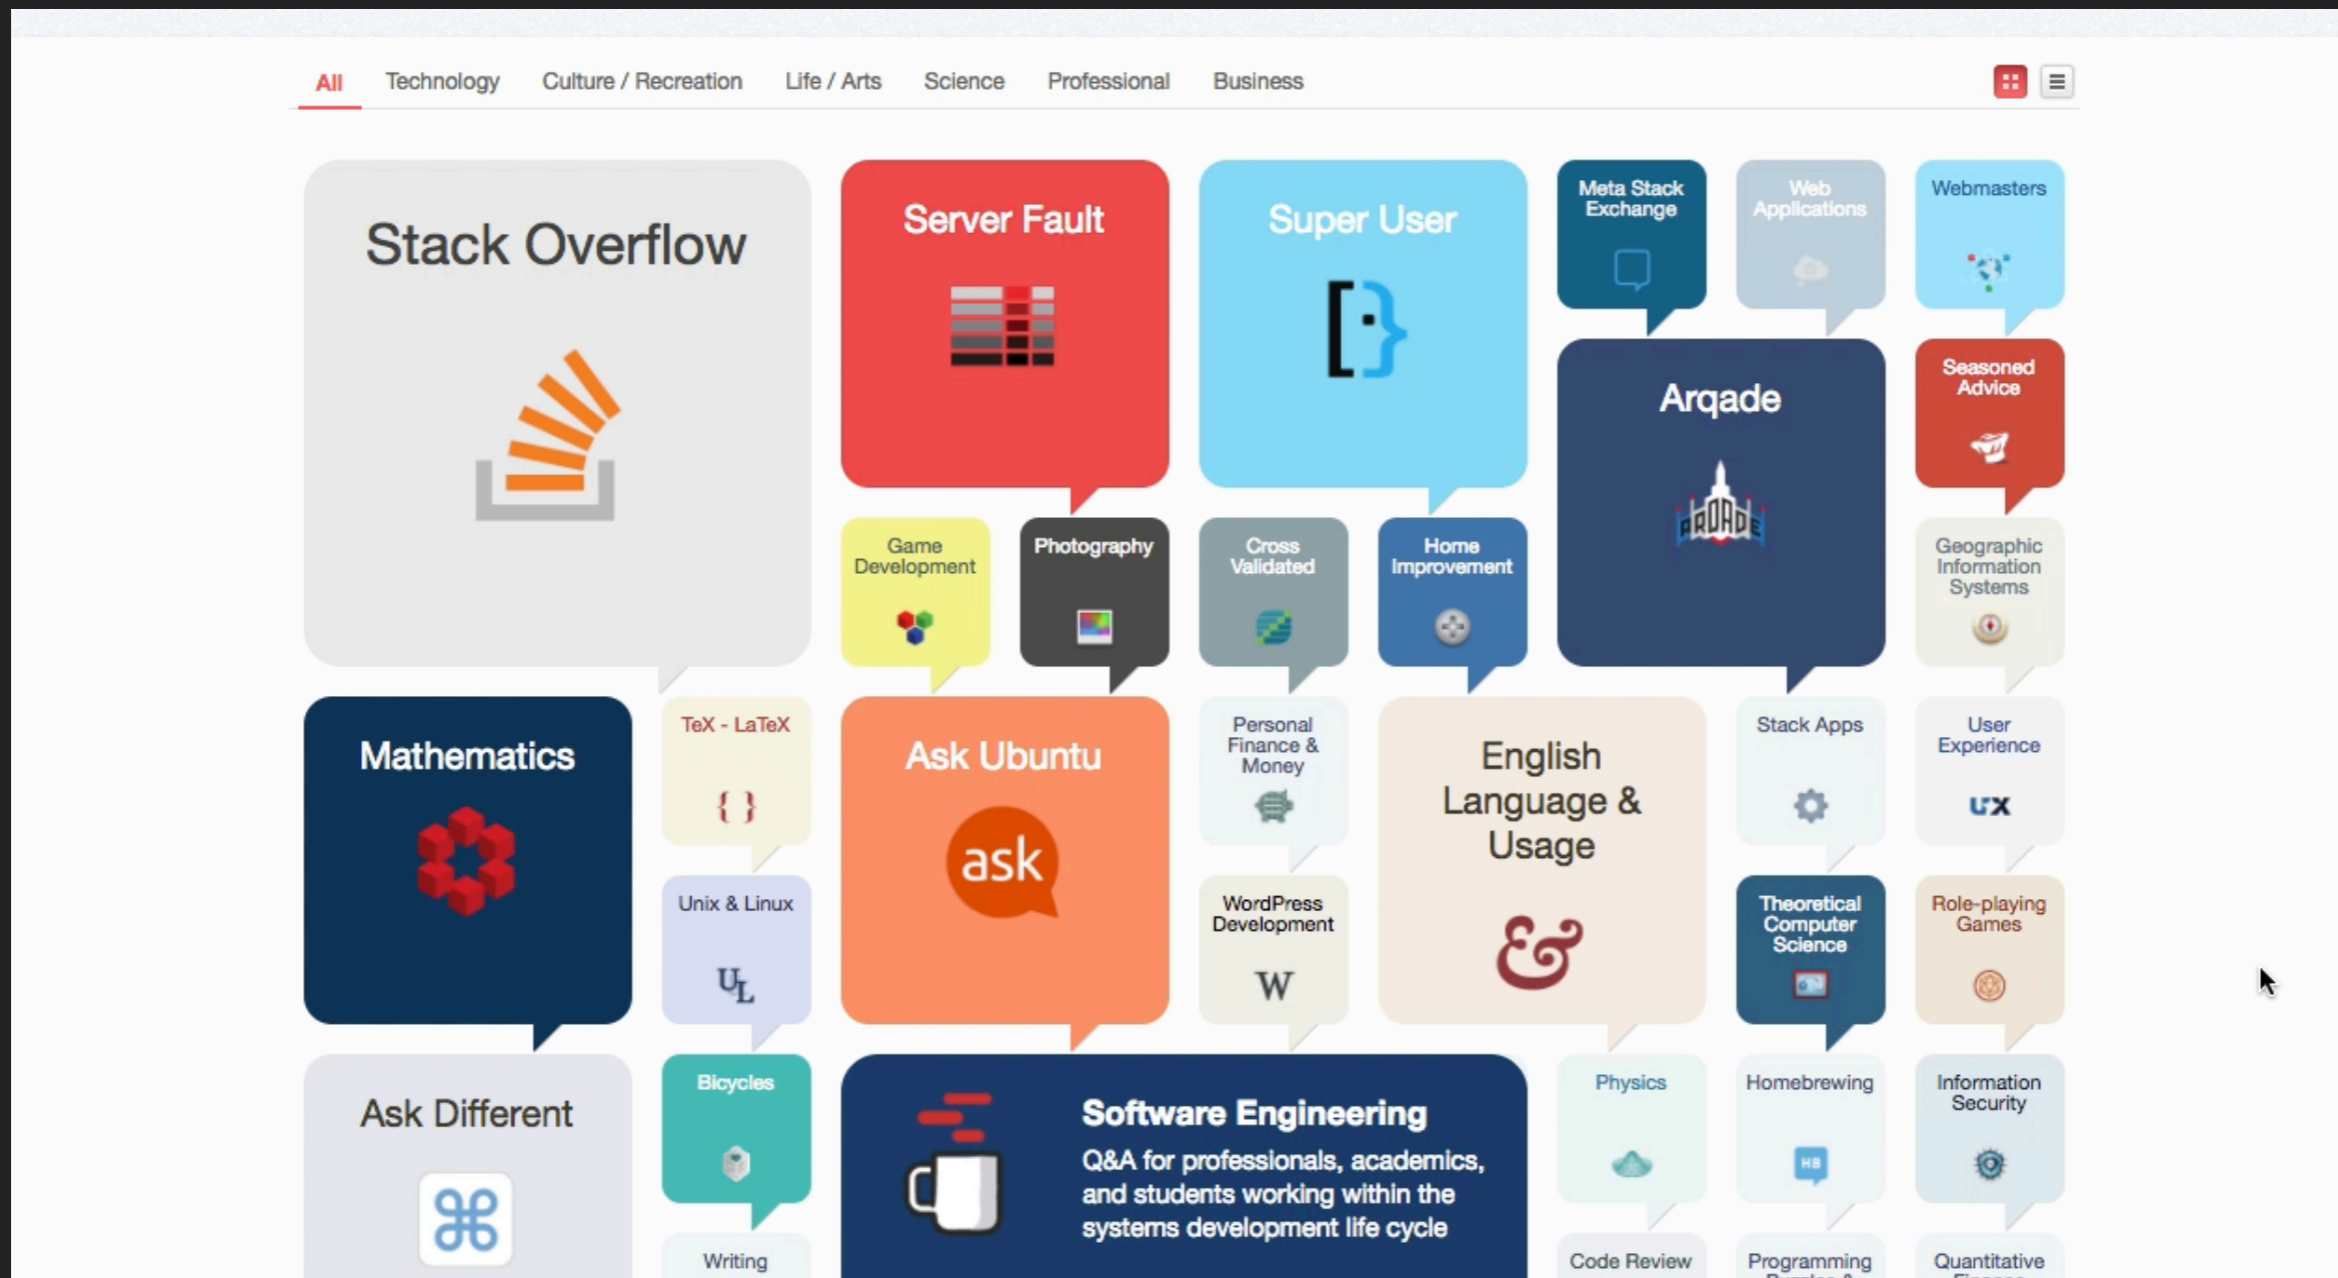 All
Technology
Culture / Recreation
Life / Arts
Science
Professional
Business
Stack Overflow
Server Fault
Super User
[·}
Meta Stack
Exchange
Web
Applications
Webmasters
Arqade
ARQADE
Seasoned
Advice
Game
Development
Photography
Cross
Validated
Home
Improvement
Geographic
Information
Systems
Mathematics
TeX - LaTeX
{ }
Ask Ubuntu
ask
Personal
Finance &
Money
English
Language &
Usage
&
Stack Apps
User
Experience
UX
Unix & Linux
UL
WordPress
Development
W
Theoretical
Computer
Science
Role-playing
Games
Ask Different
⌘
Bicycles
Software Engineering
Q&A for professionals, academics,
and students working within the
systems development life cycle
Physics
Homebrewing
HB
Information
Security
Writing
Code Review
Programming
Puzzles &
Quantitative
Finance